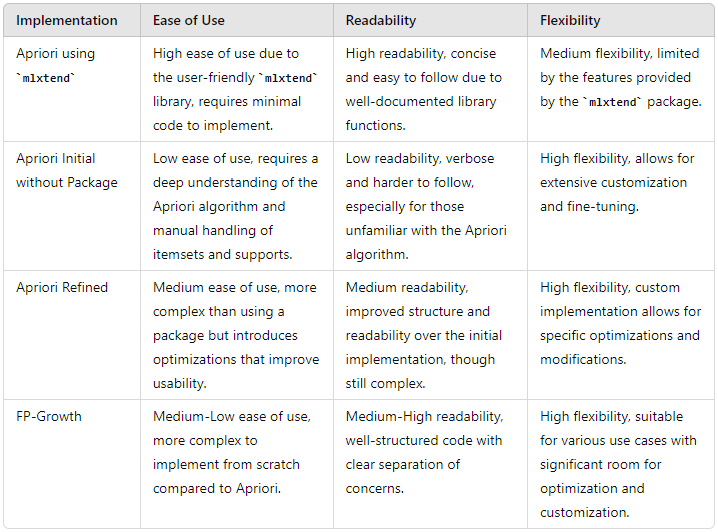 Implementation
Ease of Use
Readability
Flexibility
Apriori using
`mlxtend`
High ease of use due to
the user-friendly `mlxtend`
library, requires minimal
code to implement.
High readability, concise
and easy to follow due to
well-documented library
functions.
Medium flexibility, limited
by the features provided
by the `mlxtend` package.
Apriori Initial
without Package
Low ease of use, requires a
deep understanding of the
Apriori algorithm and
manual handling of
itemsets and supports.
Low readability, verbose
and harder to follow,
especially for those
unfamiliar with the Apriori
algorithm.
High flexibility, allows for
extensive customization
and fine-tuning.
Apriori Refined
Medium ease of use, more
complex than using a
package but introduces
optimizations that improve
usability.
Medium readability,
improved structure and
readability over the initial
implementation, though
still complex.
High flexibility, custom
implementation allows for
specific optimizations and
modifications.
FP-Growth
Medium-Low ease of use,
more complex to
implement from scratch
compared to Apriori.
Medium-High readability,
well-structured code with
clear separation of
concerns.
High flexibility, suitable
for various use cases with
significant room for
optimization and
customization.